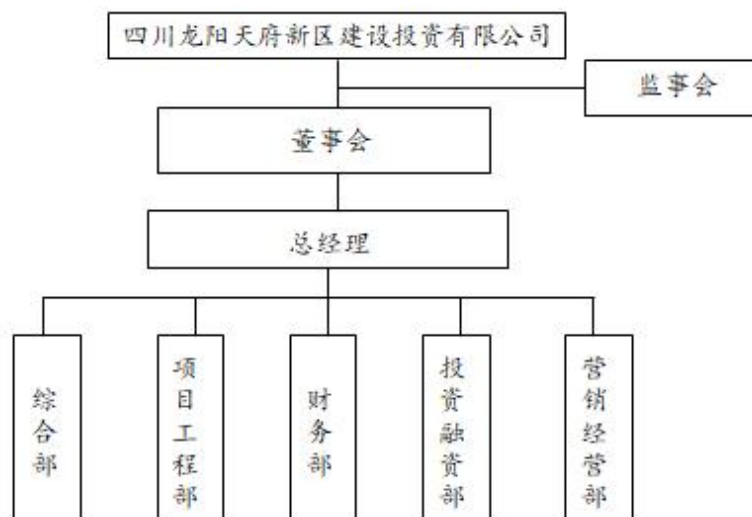 四川龙阳天府新区建设投资有限公司
监事会
董事会
总经理
综合部
项目工程部
财务部
投资融资部
营销经营部